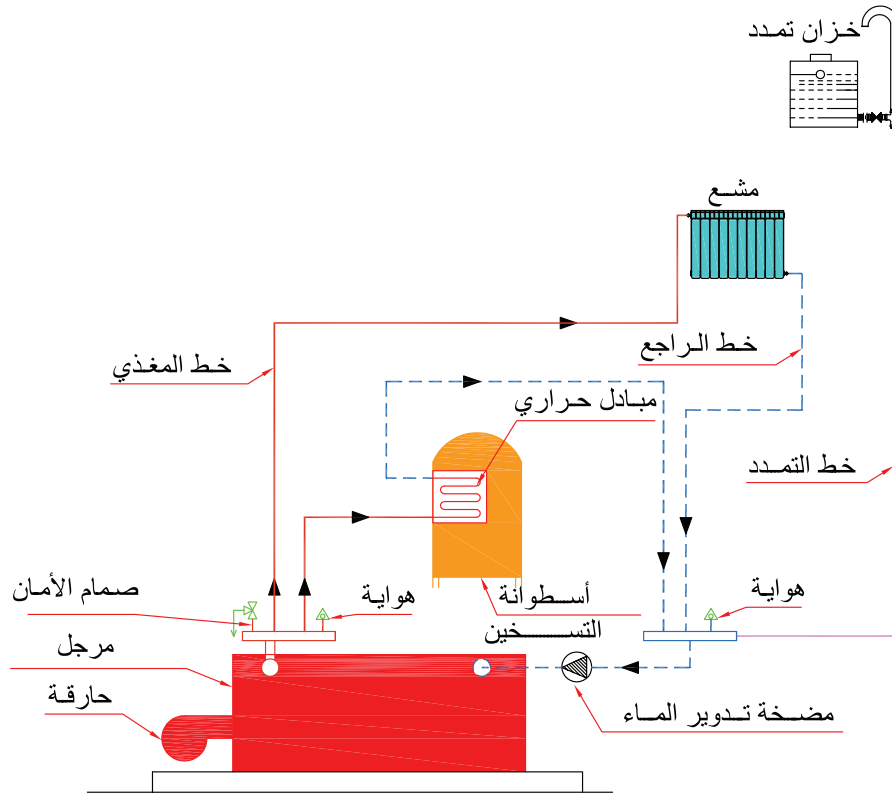 خزان تمدد
مشع
خط الراجع
خط المغذي
مبادل حراري
خط التمدد
صمام الأمان
هواية
أسطوانة
التسخين
هواية
مرجل
حارقة
مضخة تدوير الماء